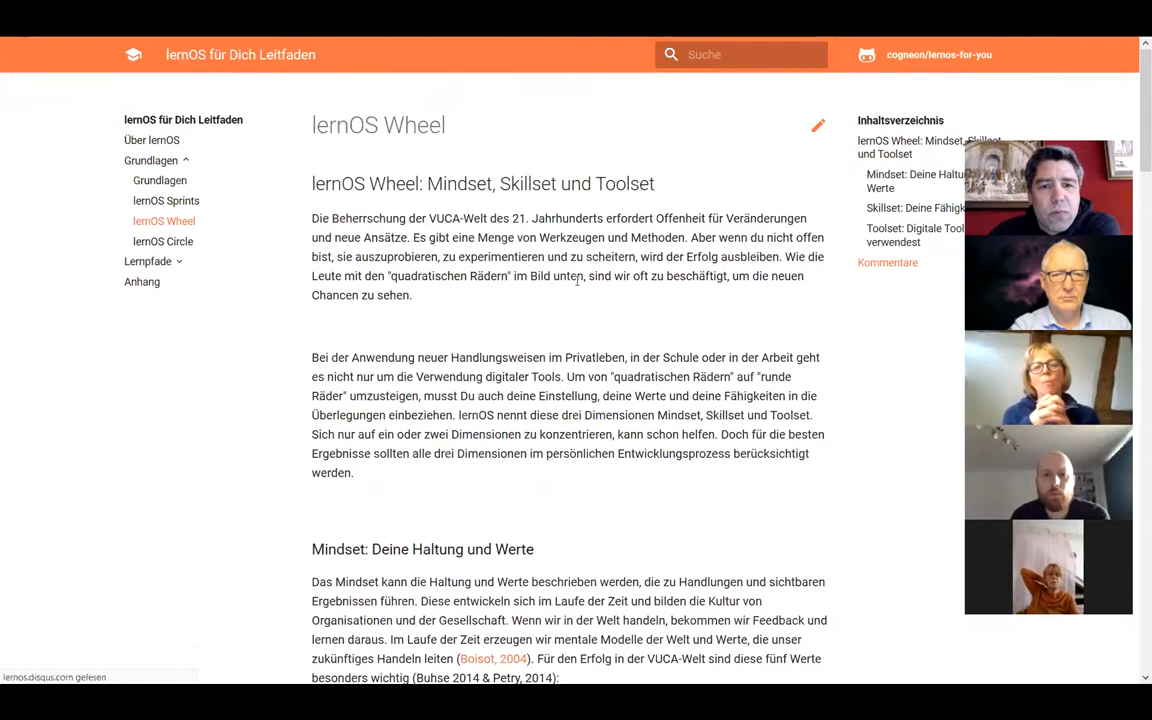 lernOS für Dich Leitfaden
Suche
cogneon/lernos-for-you
lernOS für Dich Leitfaden
Über lernOS
Grundlagen
Grundlagen
lernOS Sprints
lernOS Wheel
lernOS Circle
Lernpfade
Anhang
lernOS Wheel
lernOS Wheel: Mindset, Skillset und Toolset
Die Beherrschung der VUCA-Welt des 21. Jahrhunderts erfordert Offenheit für Veränderungen
und neue Ansätze. Es gibt eine Menge von Werkzeugen und Methoden. Aber wenn du nicht offen
bist, sie auszuprobieren, zu experimentieren und zu scheitern, wird der Erfolg ausbleiben. Wie die
Leute mit den "quadratischen Rädern" im Bild unten, sind wir oft zu beschäftigt, um die neuen
Chancen zu sehen.
Bei der Anwendung neuer Handlungsweisen im Privatleben, in der Schule oder in der Arbeit geht
es nicht nur um die Verwendung digitaler Tools. Um von "quadratischen Rädern" auf "runde
Räder" umzusteigen, musst Du auch deine Einstellung, deine Werte und deine Fähigkeiten in die
Überlegungen einbeziehen. lernOS nennt diese drei Dimensionen Mindset, Skillset und Toolset.
Sich nur auf ein oder zwei Dimensionen zu konzentrieren, kann schon helfen. Doch für die besten
Ergebnisse sollten alle drei Dimensionen im persönlichen Entwicklungsprozess berücksichtigt
werden.
Mindset: Deine Haltung und Werte
Das Mindset kann die Haltung und Werte beschrieben werden, die zu Handlungen und sichtbaren
Ergebnissen führen. Diese entwickeln sich im Laufe der Zeit und bilden die Kultur von
Organisationen und der Gesellschaft. Wenn wir in der Welt handeln, bekommen wir Feedback und
lernen daraus. Im Laufe der Zeit erzeugen wir mentale Modelle der Welt und Werte, die unser
zukünftiges Handeln leiten (Boisot, 2004). Für den Erfolg in der VUCA-Welt sind diese fünf Werte
besonders wichtig (Buhse 2014 & Petry, 2014):
Inhaltsverzeichnis
lernOS Wheel: Mindset, Skillset
und Toolset
Mindset: Deine Haltu
Werte
Skillset: Deine Fähigk
Toolset: Digitale Tool
verwendest
Kommentare
lernos.disqus.com gelesen